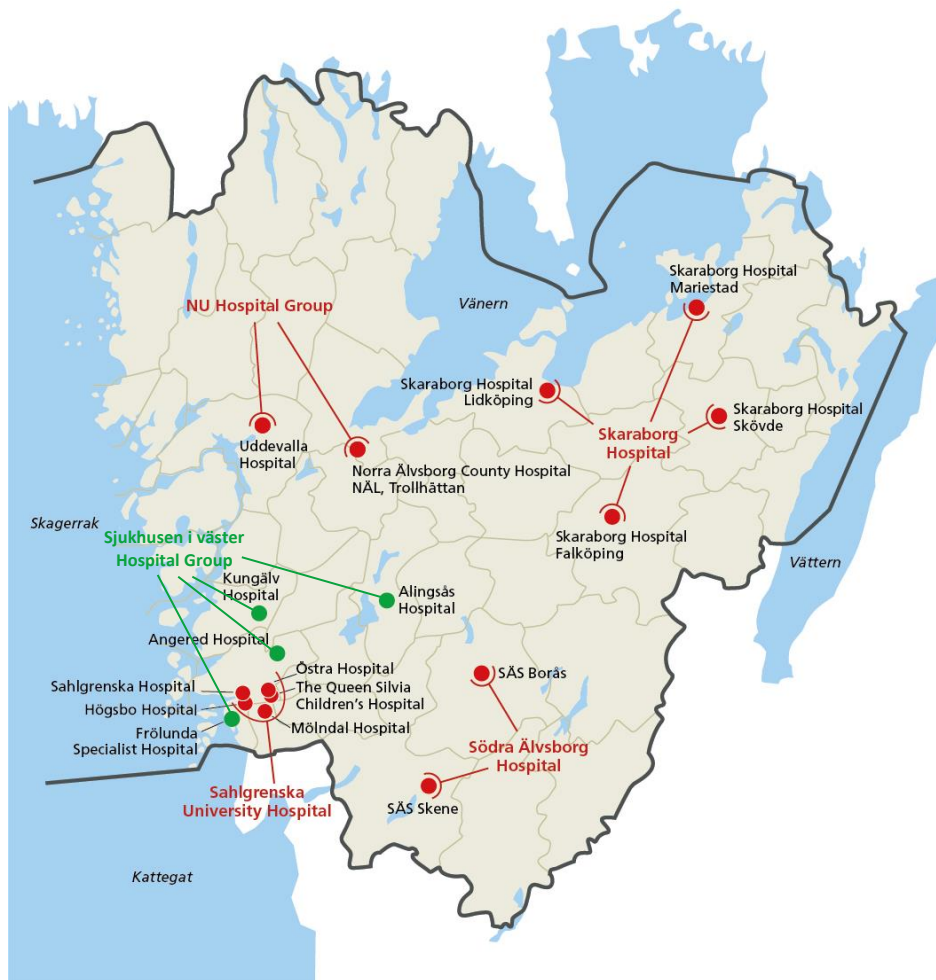 Skaraborg Hospital
Mariestad
NU Hospital Group
Vänern
Skaraborg Hospital
Lidköping
Skaraborg Hospital
Skövde
Skaraborg
Hospital
Uddevalla
Hospital
Norra Älvsborg County Hospital
NÄL, Trollhättan
Skagerrak
Skaraborg Hospital
Falköping
Vättern
Sjukhusen i väster
Hospital Group
Kungälv
Hospital
Alingsås
Hospital
Angered Hospital
Östra Hospital
SÄS Borås
Sahlgrenska Hospital
The Queen Silvia
Children's Hospital
Högsbo Hospital
Mölndal Hospital
Frölunda
Specialist Hospital
Södra Älvsborg
Hospital
Sahlgrenska
University Hospital
SÄS Skene
Kattegat